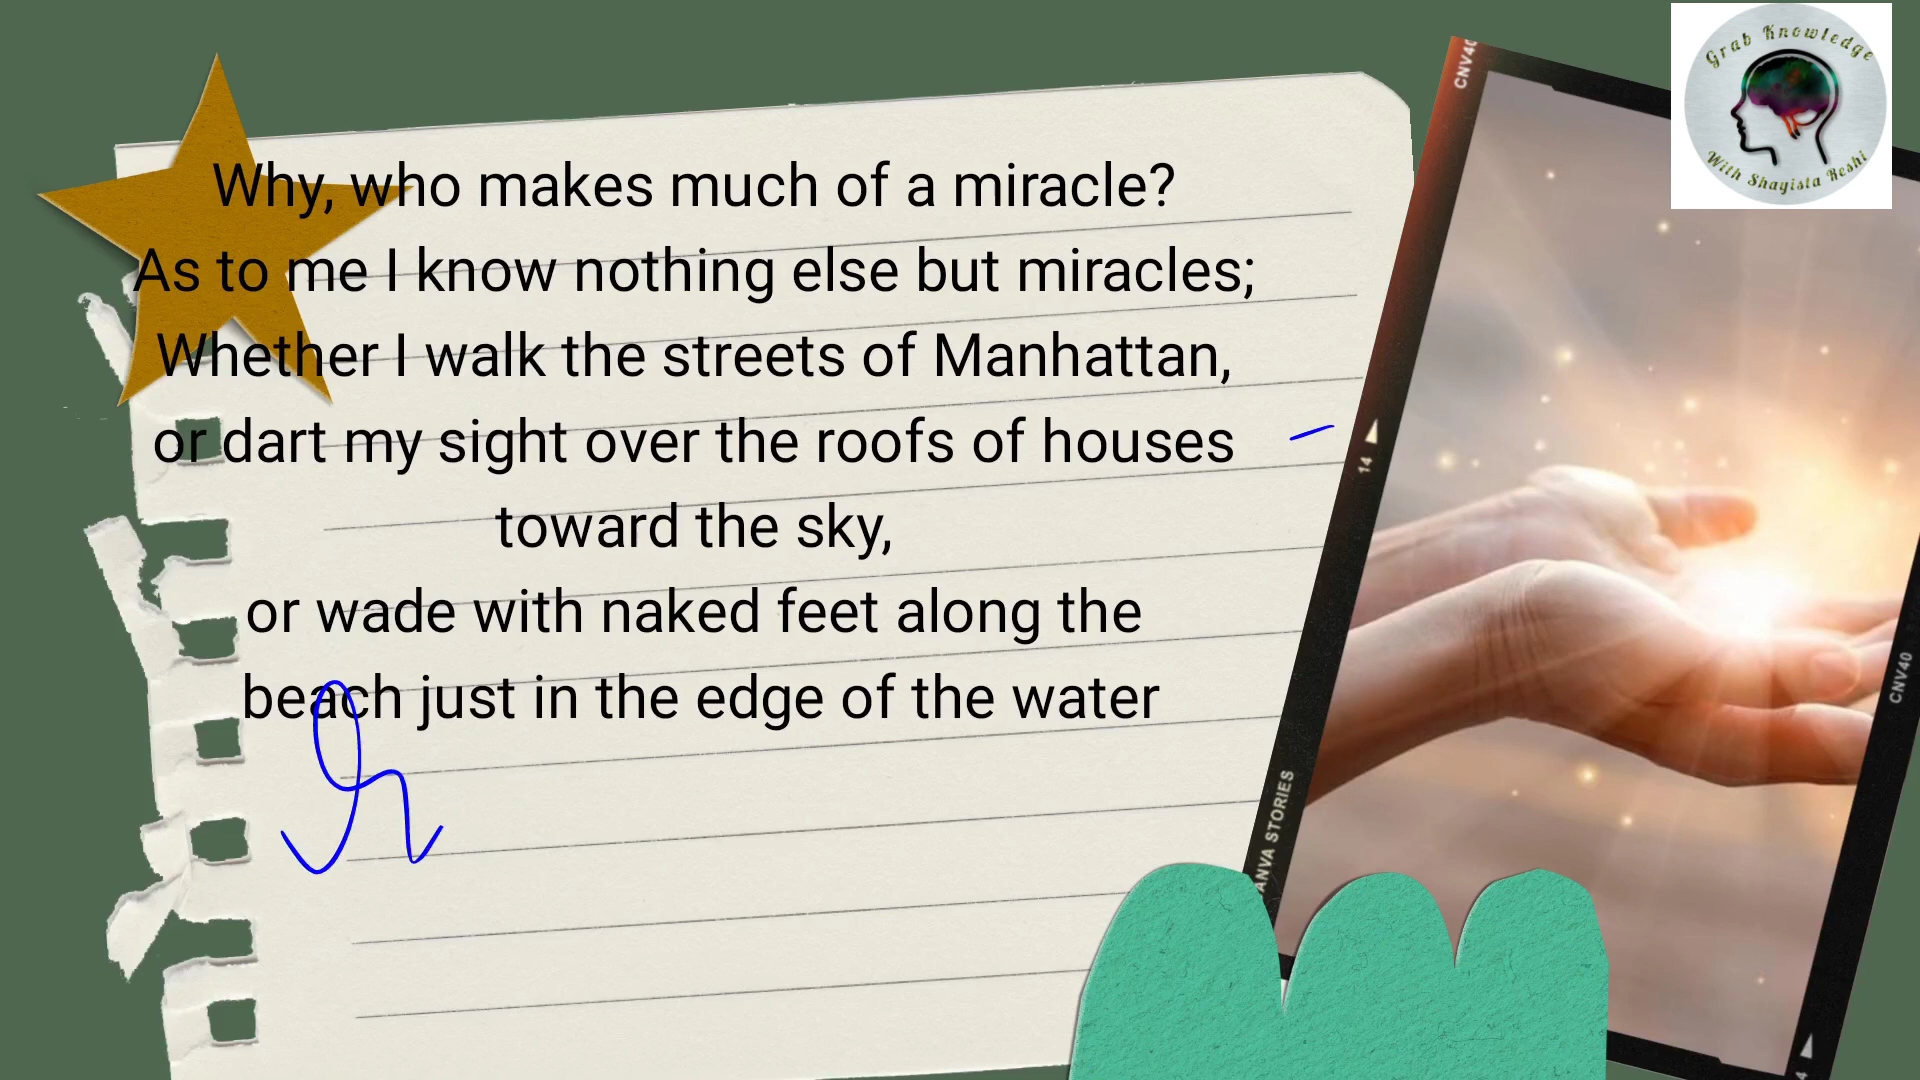 Why, who makes much of a miracle?
As to me I know nothing else but miracles;
Whether I walk the streets of Manhattan,
or dart my sight over the roofs of houses
toward the sky,
or wade with naked feet along the
beach just in the edge of the water
Grab Knowledge
With Shayista Reshi
CNV40
14
CNV40
ANVA STORIES
4